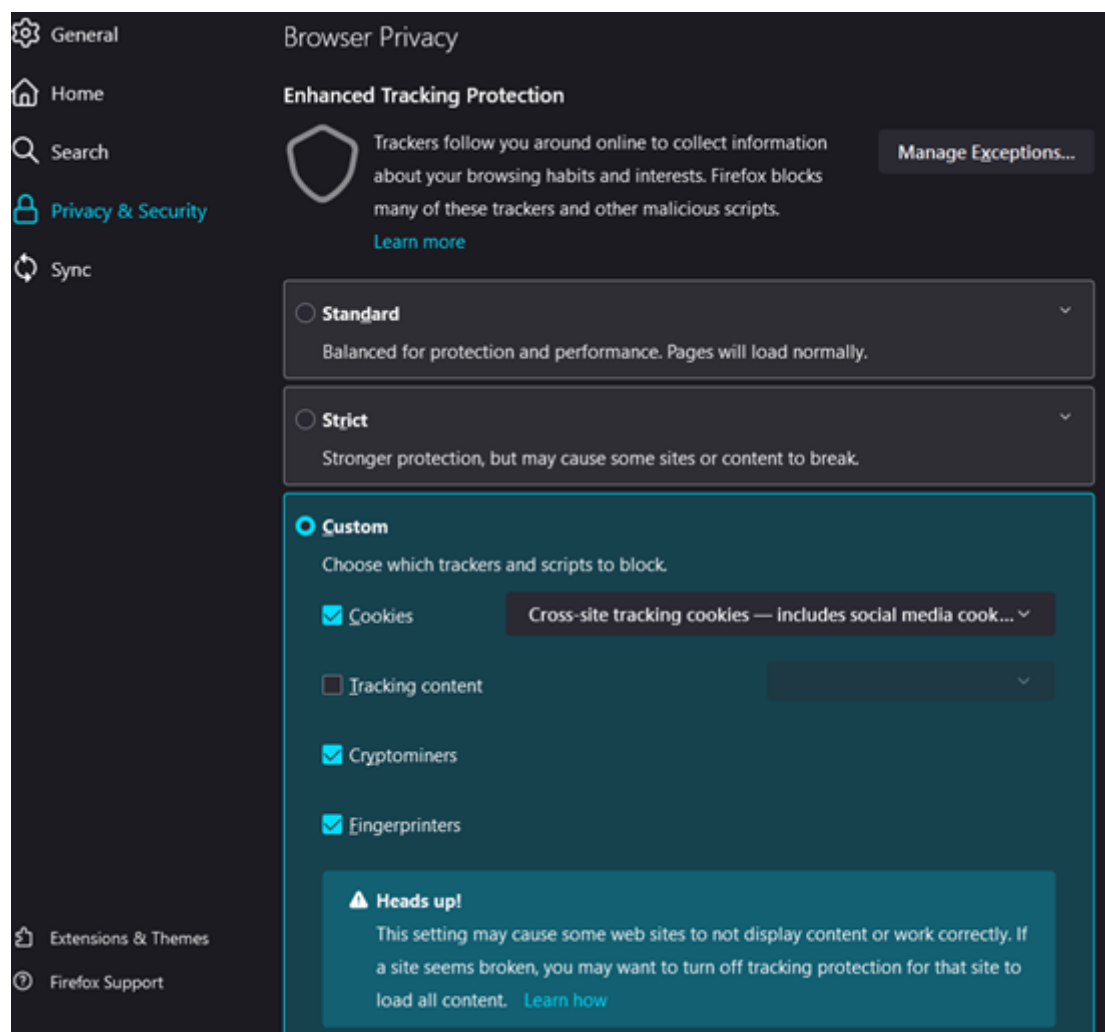 General
Home
Search
Privacy & Security
Sync
Extensions & Themes
Firefox Support
Browser Privacy
Enhanced Tracking Protection
Trackers follow you around online to collect information
about your browsing habits and interests. Firefox blocks
many of these trackers and other malicious scripts.
Learn more
Manage Exceptions...
Standard
Balanced for protection and performance. Pages will load normally.
Strict
Stronger protection, but may cause some sites or content to break.
Custom
Choose which trackers and scripts to block.
Cookies
Cross-site tracking cookies — includes social media cook...
Tracking content
Cryptominers
Fingerprinters
Heads up!
This setting may cause some web sites to not display content or work correctly. If
a site seems broken, you may want to turn off tracking protection for that site to
load all content. Learn how